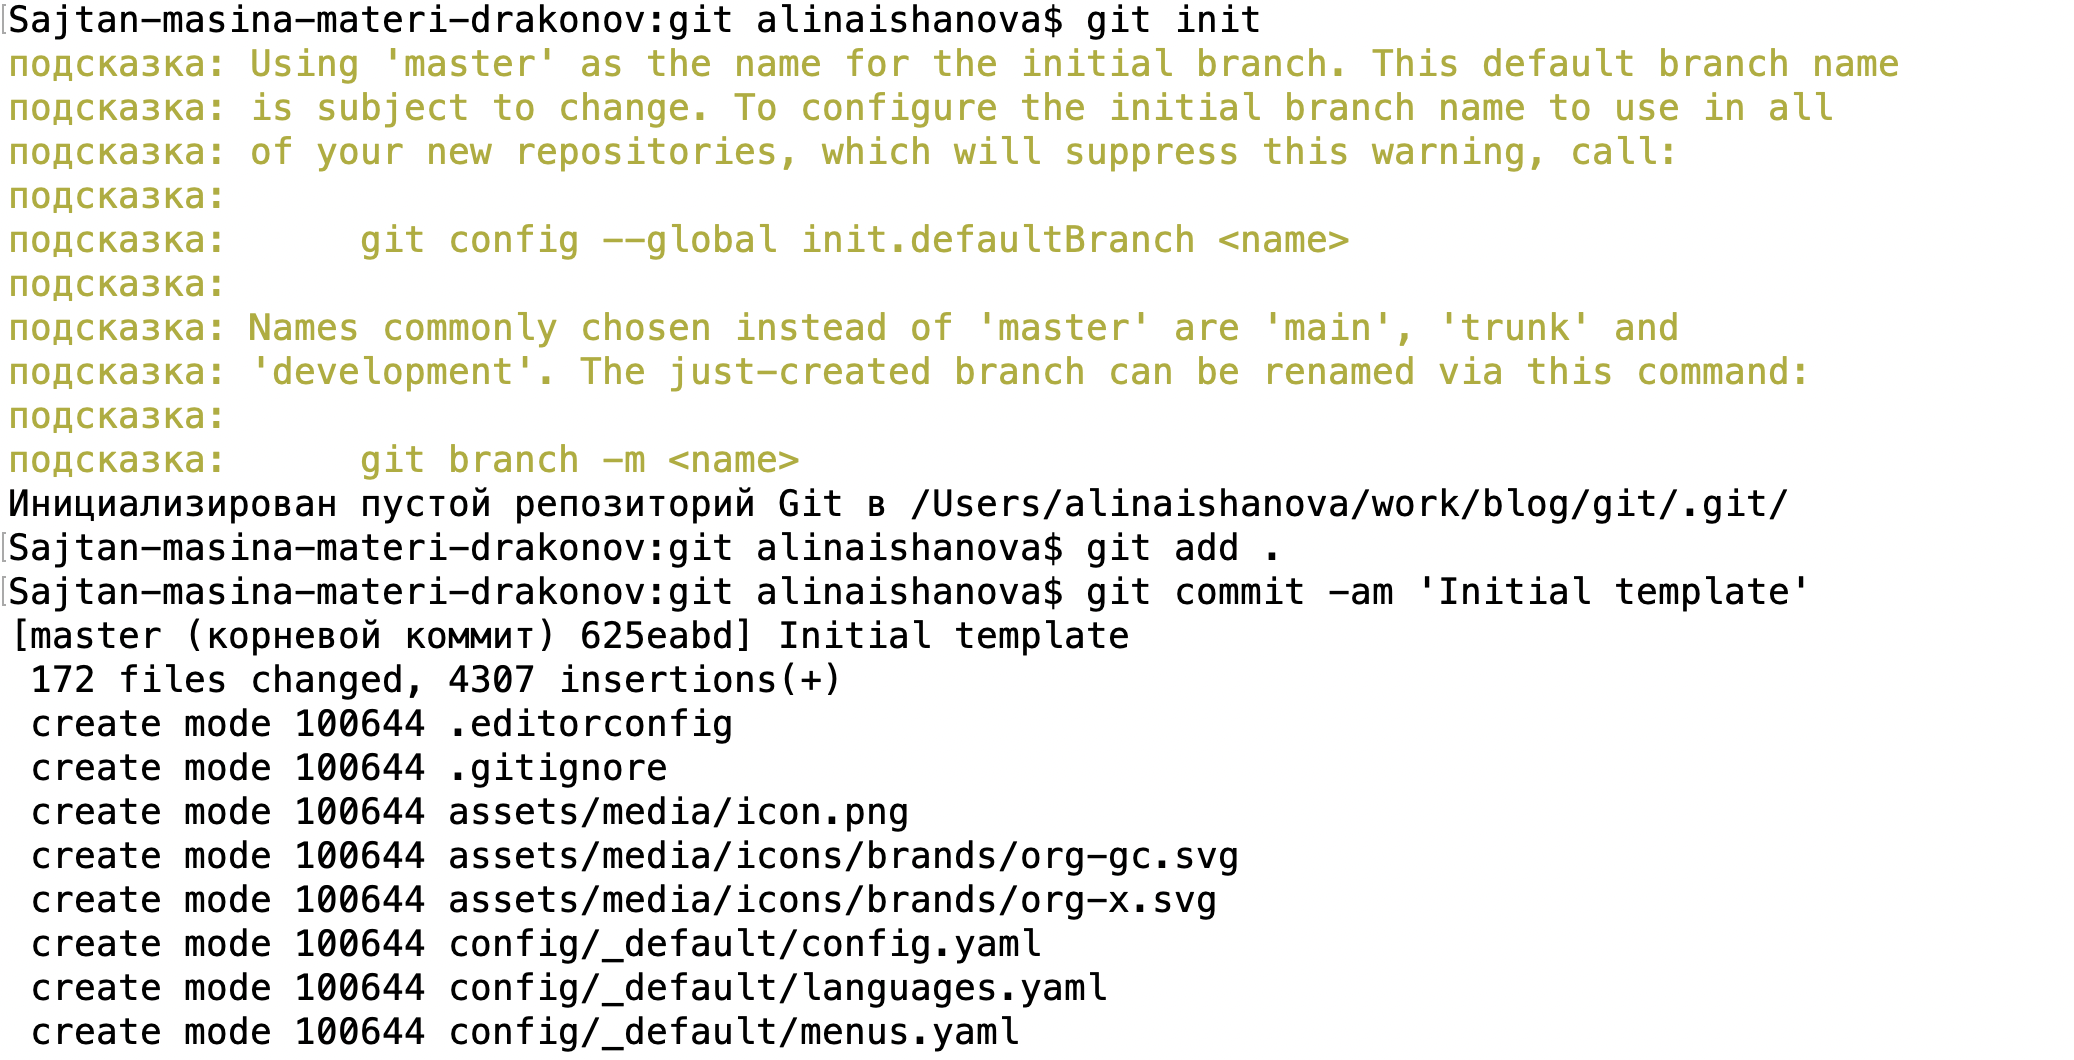 Sajtan-masina-materi-drakonov:git alinaishanova$ git init
подсказка: Using 'master' as the name for the initial branch. This default branch name
подсказка: is subject to change. To configure the initial branch name to use in all
подсказка: of your new repositories, which will suppress this warning, call:
подсказка:
подсказка:      git config --global init.defaultBranch <name>
подсказка:
подсказка: Names commonly chosen instead of 'master' are 'main', 'trunk' and
подсказка: 'development'. The just-created branch can be renamed via this command:
подсказка:
подсказка:      git branch -m <name>
Инициализирован пустой репозиторий Git в /Users/alinaishanova/work/blog/git/.git/
Sajtan-masina-materi-drakonov:git alinaishanova$ git add .
Sajtan-masina-materi-drakonov:git alinaishanova$ git commit -am 'Initial template'
[master (корневой коммит) 625eabd] Initial template
 172 files changed, 4307 insertions(+)
 create mode 100644 .editorconfig
 create mode 100644 .gitignore
 create mode 100644 assets/media/icon.png
 create mode 100644 assets/media/icons/brands/org-gc.svg
 create mode 100644 assets/media/icons/brands/org-x.svg
 create mode 100644 config/_default/config.yaml
 create mode 100644 config/_default/languages.yaml
 create mode 100644 config/_default/menus.yaml